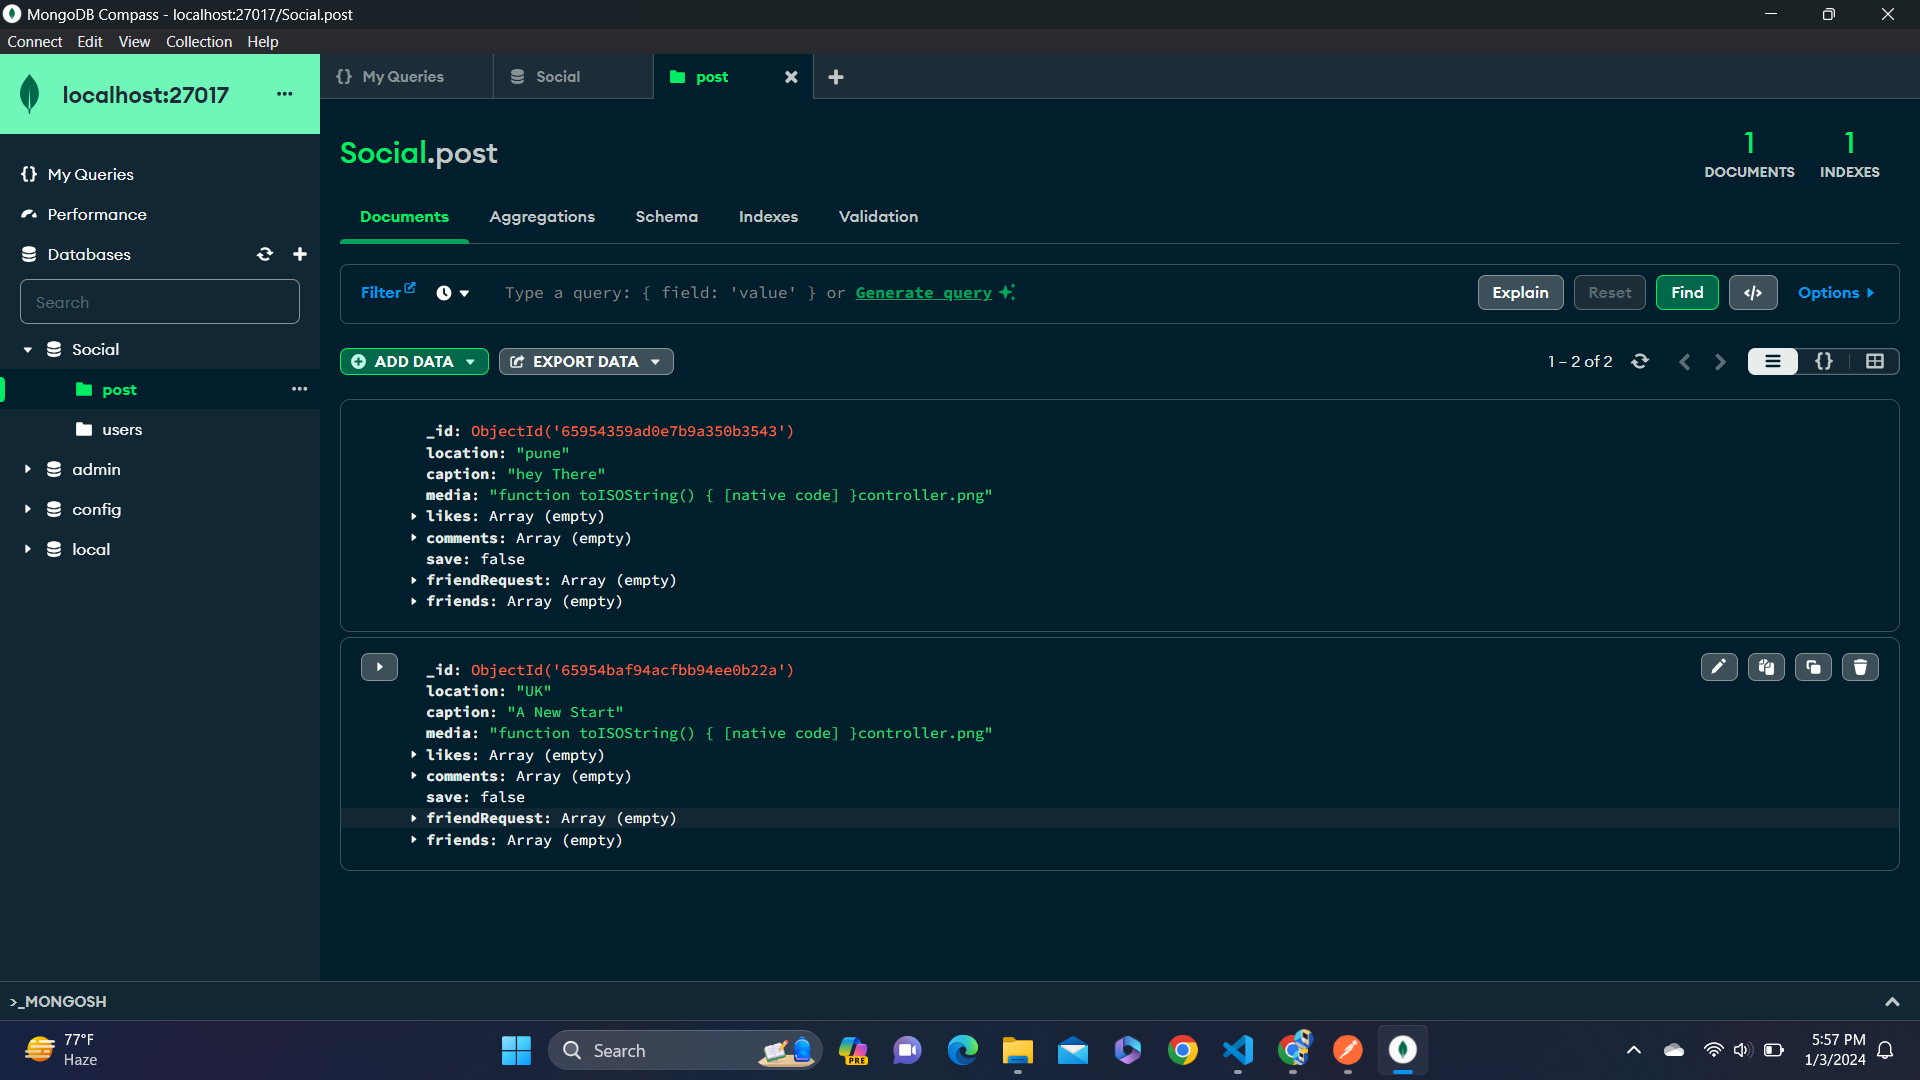 MongoDB Compass - localhost:27017/Social.post
Connect Edit View Collection Help
localhost:27017 ...
{} My Queries
Performance
Databases
Search
Social
post ...
users
admin
config
local
{} My Queries Social post
Social.post
1 DOCUMENTS
1 INDEXES
Documents Aggregations Schema Indexes Validation
Filter Type a query: { field: 'value' } or Generate query Explain Reset Find </> Options
ADD DATA EXPORT DATA 1 – 2 of 2 {}
_id: ObjectId('65954359ad0e7b9a350b3543')
location: "pune"
caption: "hey There"
media: "function toISOString() { [native code] }controller.png"
likes: Array (empty)
comments: Array (empty)
save: false
friendRequest: Array (empty)
friends: Array (empty)
_id: ObjectId('65954baf94acfbb94ee0b22a')
location: "UK"
caption: "A New Start"
media: "function toISOString() { [native code] }controller.png"
likes: Array (empty)
comments: Array (empty)
save: false
friendRequest: Array (empty)
friends: Array (empty)
>_MONGOSH
77°F
Haze
Search
PRE
5:57 PM
1/3/2024